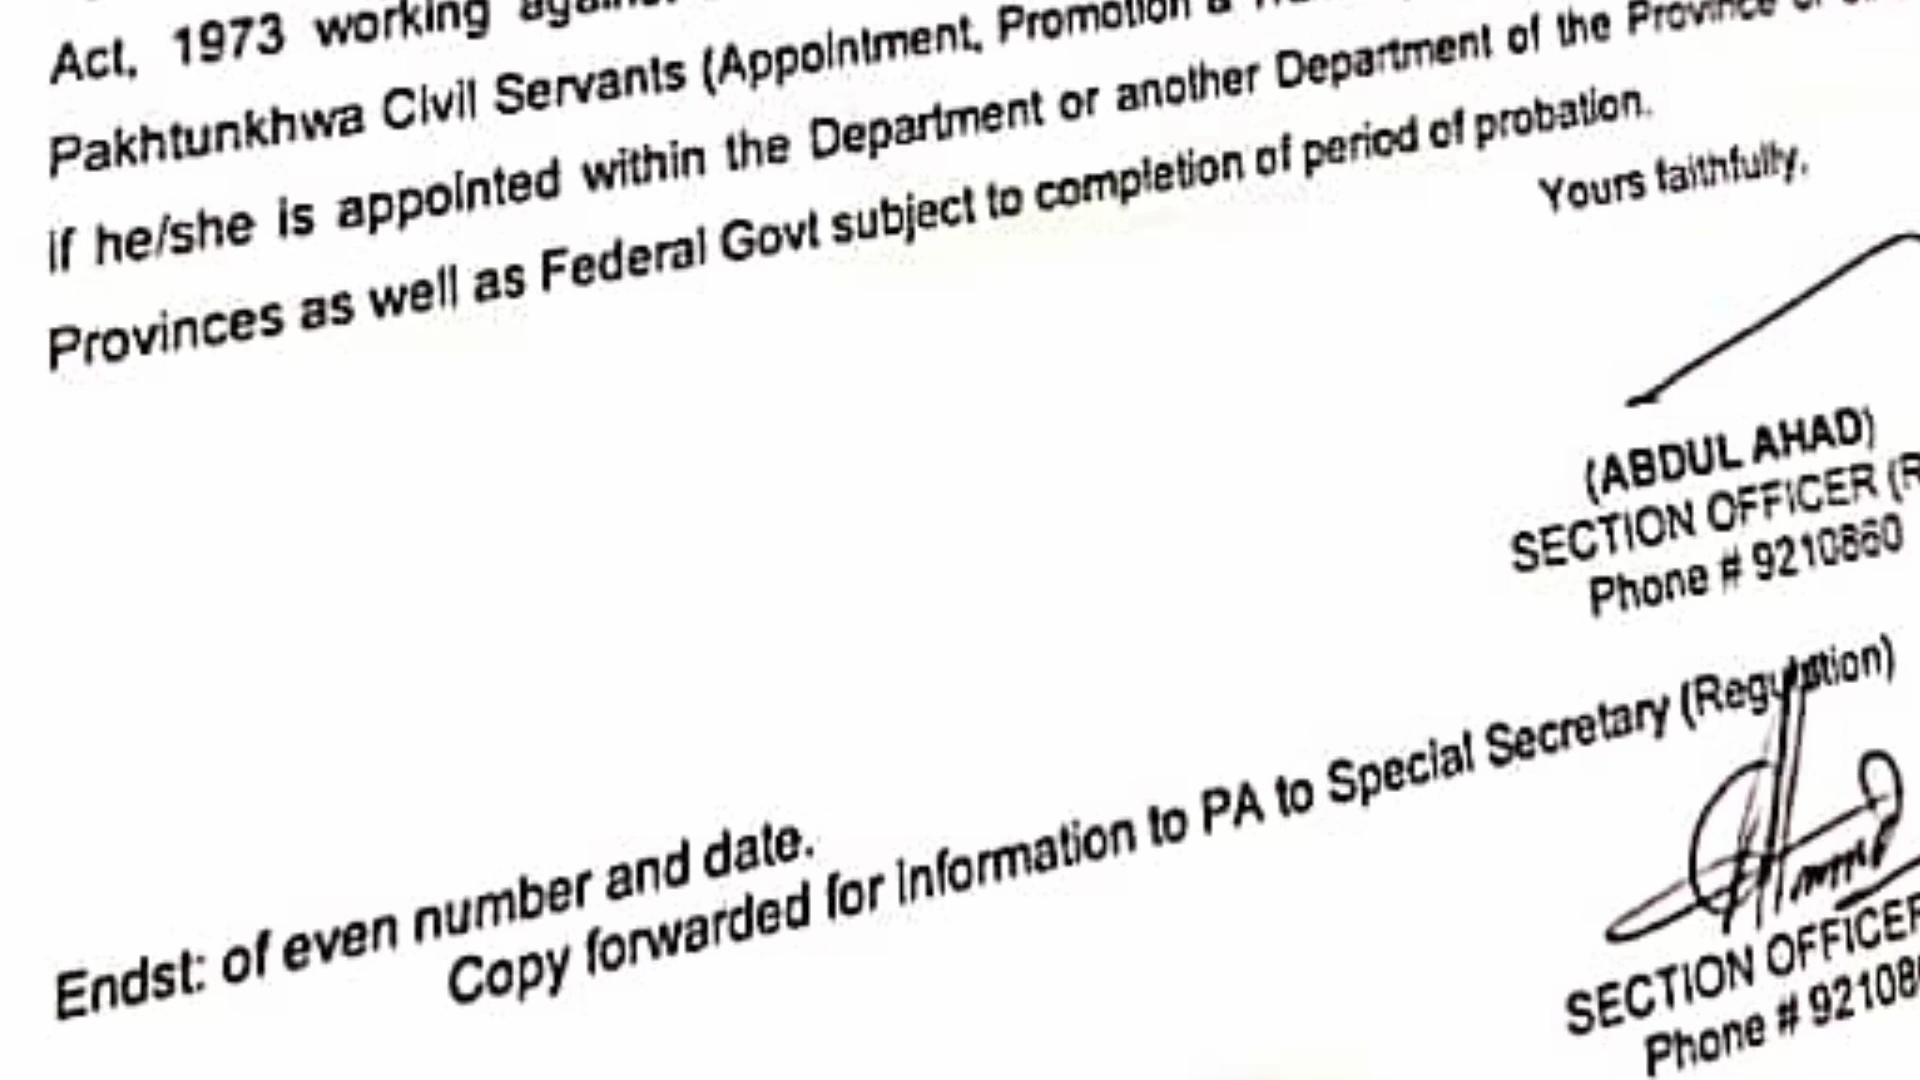 Act, 1973 working
Pakhtunkhwa Civil Servants (Appointment, Promotion &
if he/she is appointed within the Department or another Department of the Province
Provinces as well as Federal Govt subject to completion of period of probation.
Yours faithfully,
(ABDUL AHAD)
SECTION OFFICER (R
Phone # 9210860
Endst: of even number and date.
Copy forwarded for information to PA to Special Secretary (Regulation)
SECTION OFFICER
Phone # 92108